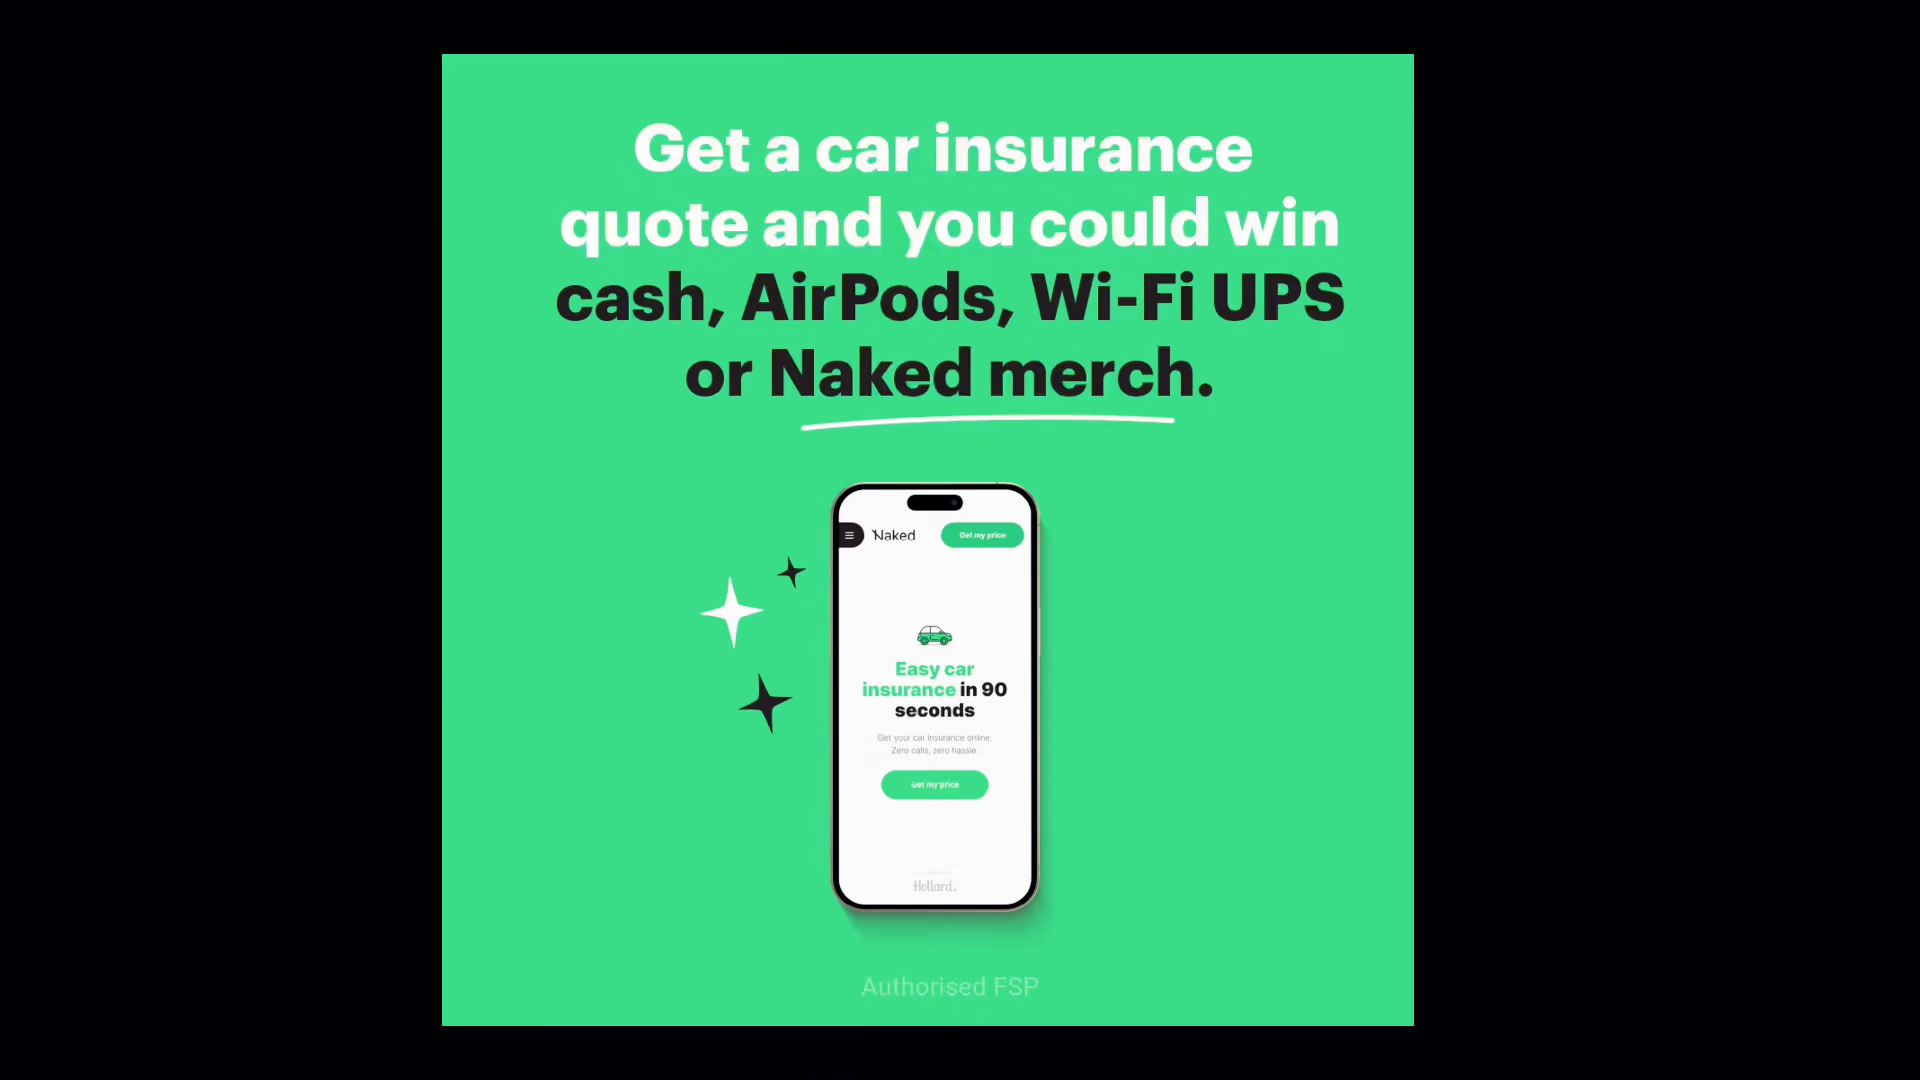 Get a car insurance
quote and you could win
cash, AirPods, Wi-Fi UPS
or Naked merch.
Naked
Get my price
Easy car
insurance in 90
seconds
Get your car insurance online.
Zero calls, zero hassle.
Get my price
Hollard.
Authorised FSP